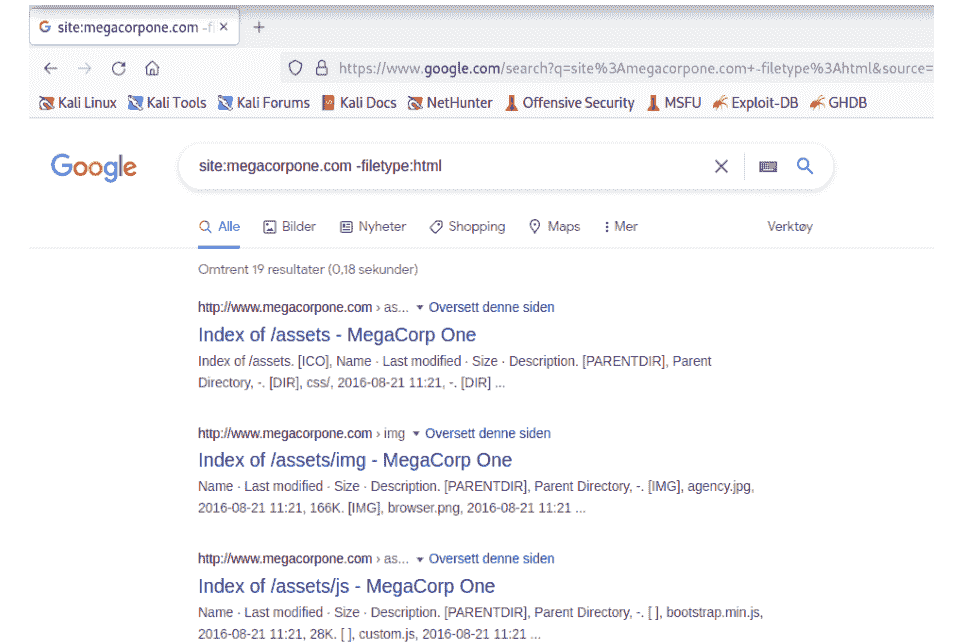 site:megacorpone.com -fi
https://www.google.com/search?q=site%3Amegacorpone.com+-filetype%3Ahtml&source=
Kali Linux Kali Tools Kali Forums Kali Docs NetHunter Offensive Security MSFU Exploit-DB GHDB
Google site:megacorpone.com -filetype:html
Alle Bilder Nyheter Shopping Maps Mer Verktøy
Omtrent 19 resultater (0,18 sekunder)
http://www.megacorpone.com › as... Oversett denne siden
Index of /assets - MegaCorp One
Index of /assets. [ICO], Name · Last modified · Size · Description. [PARENTDIR], Parent
Directory, -. [DIR], css/, 2016-08-21 11:21, -. [DIR] ...
http://www.megacorpone.com › img Oversett denne siden
Index of /assets/img - MegaCorp One
Name · Last modified · Size · Description. [PARENTDIR], Parent Directory, -. [IMG], agency.jpg,
2016-08-21 11:21, 166K. [IMG], browser.png, 2016-08-21 11:21 ...
http://www.megacorpone.com › as... Oversett denne siden
Index of /assets/js - MegaCorp One
Name · Last modified · Size · Description. [PARENTDIR], Parent Directory, -. [ ], bootstrap.min.js,
2016-08-21 11:21, 28K. [ ], custom.js, 2016-08-21 11:21 ...